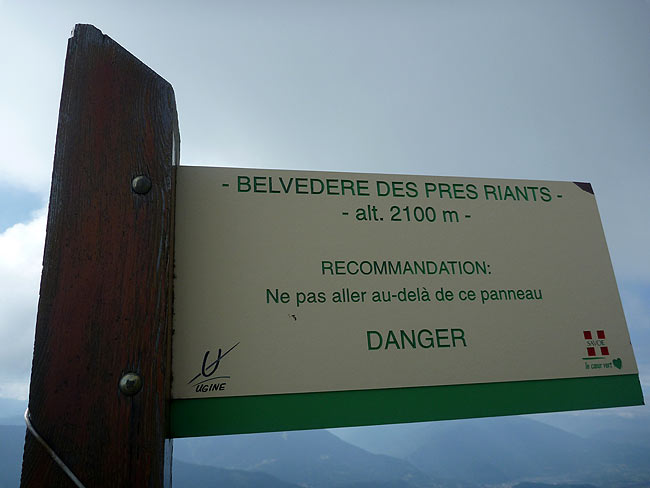 - BELVEDERE DES PRES RIANTS -
- alt. 2100 m -
RECOMMANDATION:
Ne pas aller au-delà de ce panneau
DANGER
UGINE
SAVOIE
le cœur vert